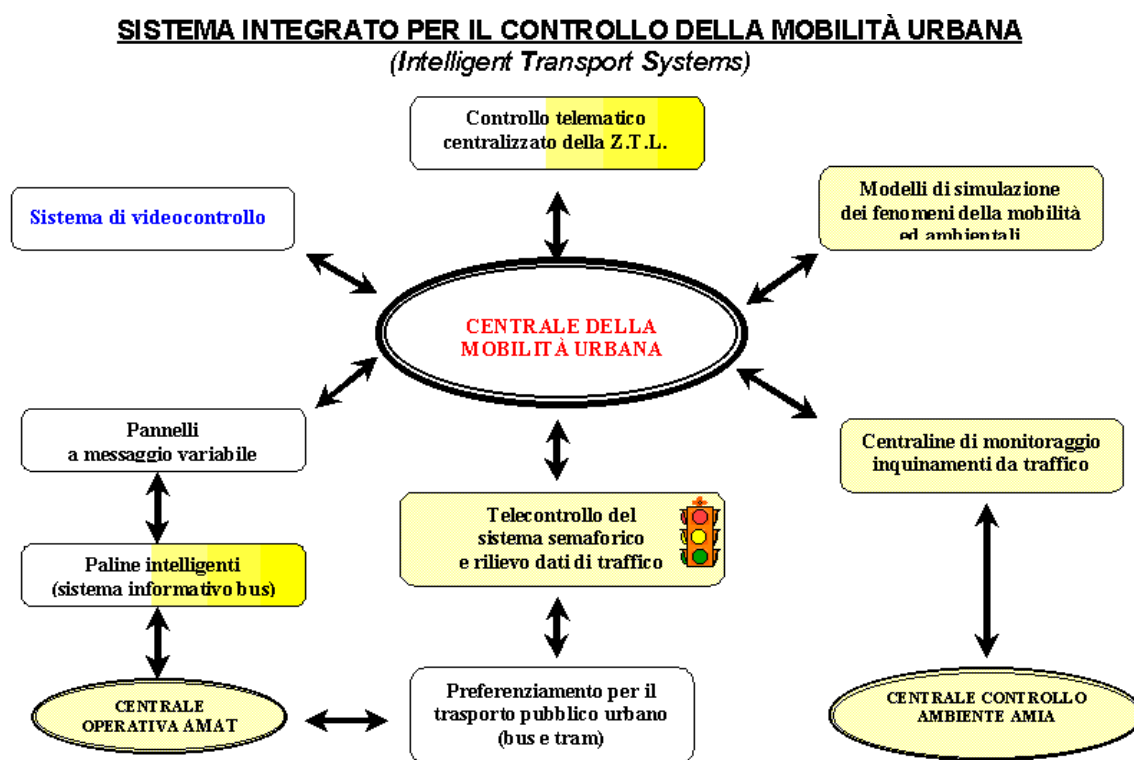 SISTEMA INTEGRATO PER IL CONTROLLO DELLA MOBILITÀ URBANA
(Intelligent Transport Systems)
Controllo telematico
centralizzato della Z.T.L.
Sistema di videocontrollo
Modelli di simulazione
dei fenomeni della mobilità
ed ambientali
CENTRALE DELLA
MOBILITÀ URBANA
Pannelli
a messaggio variabile
Centraline di monitoraggio
inquinamenti da traffico
Telecontrollo del
sistema semaforico
e rilievo dati di traffico
Paline intelligenti
(sistema informativo bus)
CENTRALE
OPERATIVA AMAT
Preferenziamento per il
trasporto pubblico urbano
(bus e tram)
CENTRALE CONTROLLO
AMBIENTE AMIA